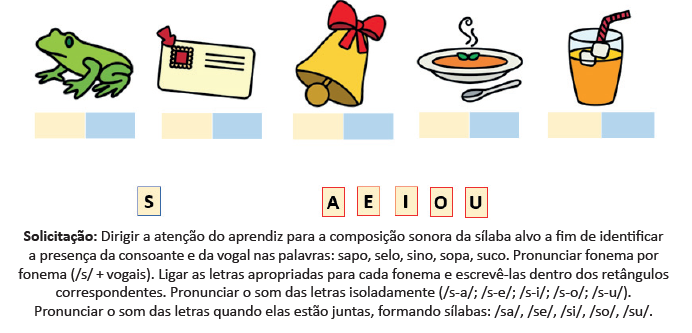 S A E I O U
Solicitação: Dirigir a atenção do aprendiz para a composição sonora da sílaba alvo a fim de identificar
a presença da consoante e da vogal nas palavras: sapo, selo, sino, sopa, suco. Pronunciar fonema por
fonema (/s/ + vogais). Ligar as letras apropriadas para cada fonema e escrevê-las dentro dos retângulos
correspondentes. Pronunciar o som das letras isoladamente (/s-a/; /s-e/; /s-i/; /s-o/; /s-u/).
Pronunciar o som das letras quando elas estão juntas, formando sílabas: /sa/, /se/, /si/, /so/, /su/.